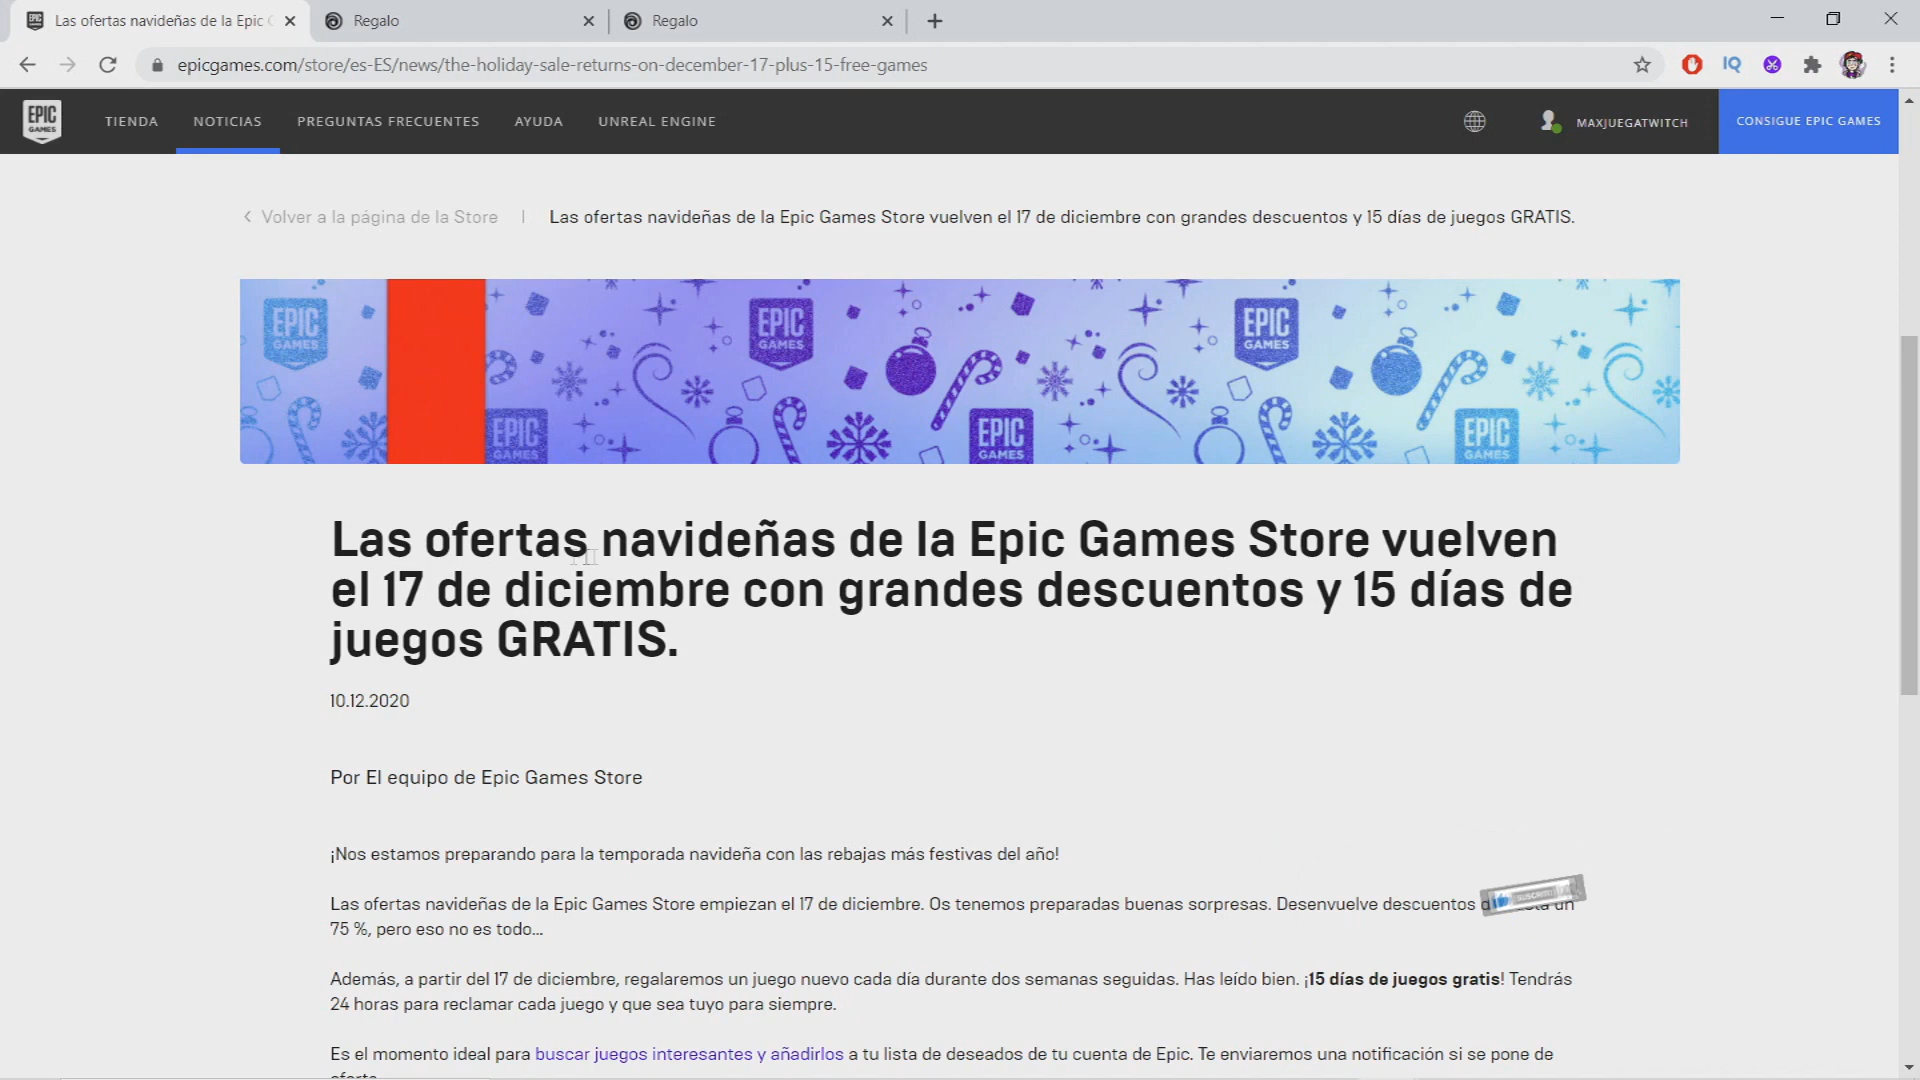 Las ofertas navideñas de la Epic G
Regalo
Regalo
epicgames.com/store/es-ES/news/the-holiday-sale-returns-on-december-17-plus-15-free-games
IQ
EPIC GAMES
TIENDA
NOTICIAS
PREGUNTAS FRECUENTES
AYUDA
UNREAL ENGINE
MAXJUEGATWITCH
CONSIGUE EPIC GAMES
Volver a la página de la Store
Las ofertas navideñas de la Epic Games Store vuelven el 17 de diciembre con grandes descuentos y 15 días de juegos GRATIS.
EPIC GAMES
EPIC GAMES
EPIC GAMES
EPIC GAMES
EPIC GAMES
EPIC GAMES
Las ofertas navideñas de la Epic Games Store vuelven
el 17 de diciembre con grandes descuentos y 15 días de
juegos GRATIS.
10.12.2020
Por El equipo de Epic Games Store
¡Nos estamos preparando para la temporada navideña con las rebajas más festivas del año!
Las ofertas navideñas de la Epic Games Store empiezan el 17 de diciembre. Os tenemos preparadas buenas sorpresas. Desenvuelve descuentos un
75 %, pero eso no es todo...
Además, a partir del 17 de diciembre, regalaremos un juego nuevo cada día durante dos semanas seguidas. Has leído bien. ¡15 días de juegos gratis! Tendrás
24 horas para reclamar cada juego y que sea tuyo para siempre.
Es el momento ideal para buscar juegos interesantes y añadirlos a tu lista de deseados de tu cuenta de Epic. Te enviaremos una notificación si se pone de